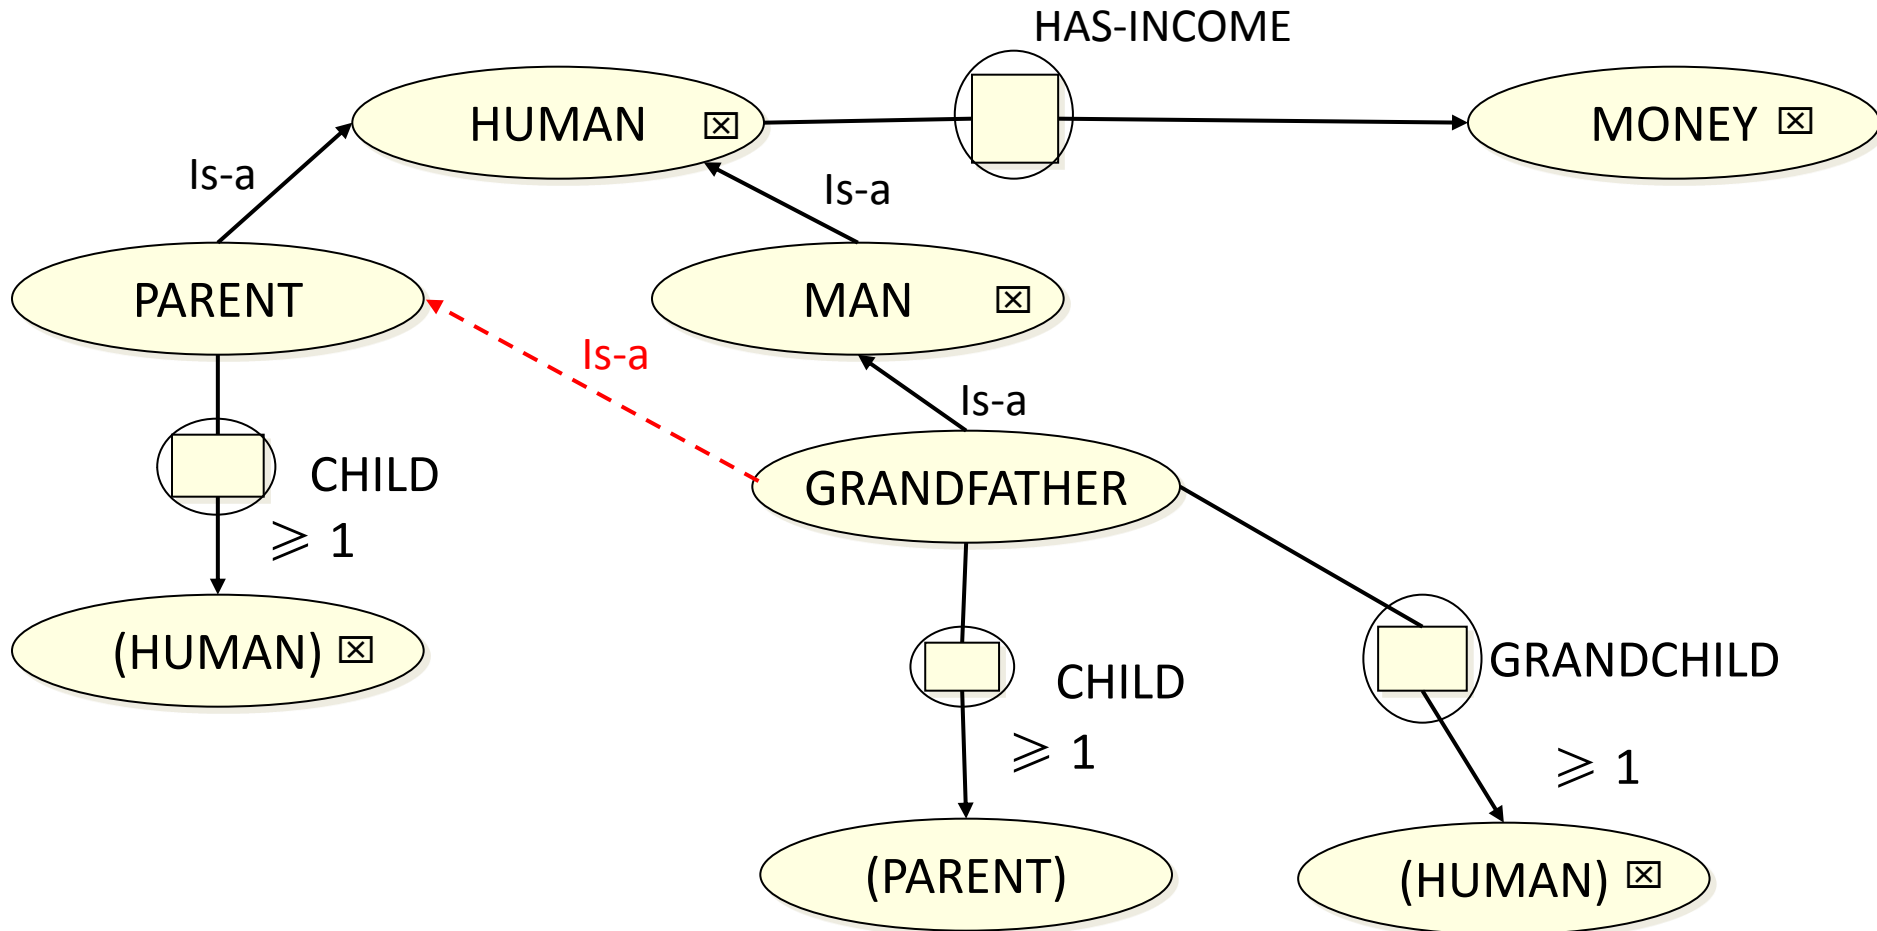 HAS-INCOME
HUMAN ☒
MONEY ☒
Is-a
Is-a
PARENT
MAN ☒
Is-a
Is-a
CHILD
⩾ 1
GRANDFATHER
(HUMAN) ☒
CHILD
⩾ 1
GRANDCHILD
⩾ 1
(PARENT)
(HUMAN) ☒